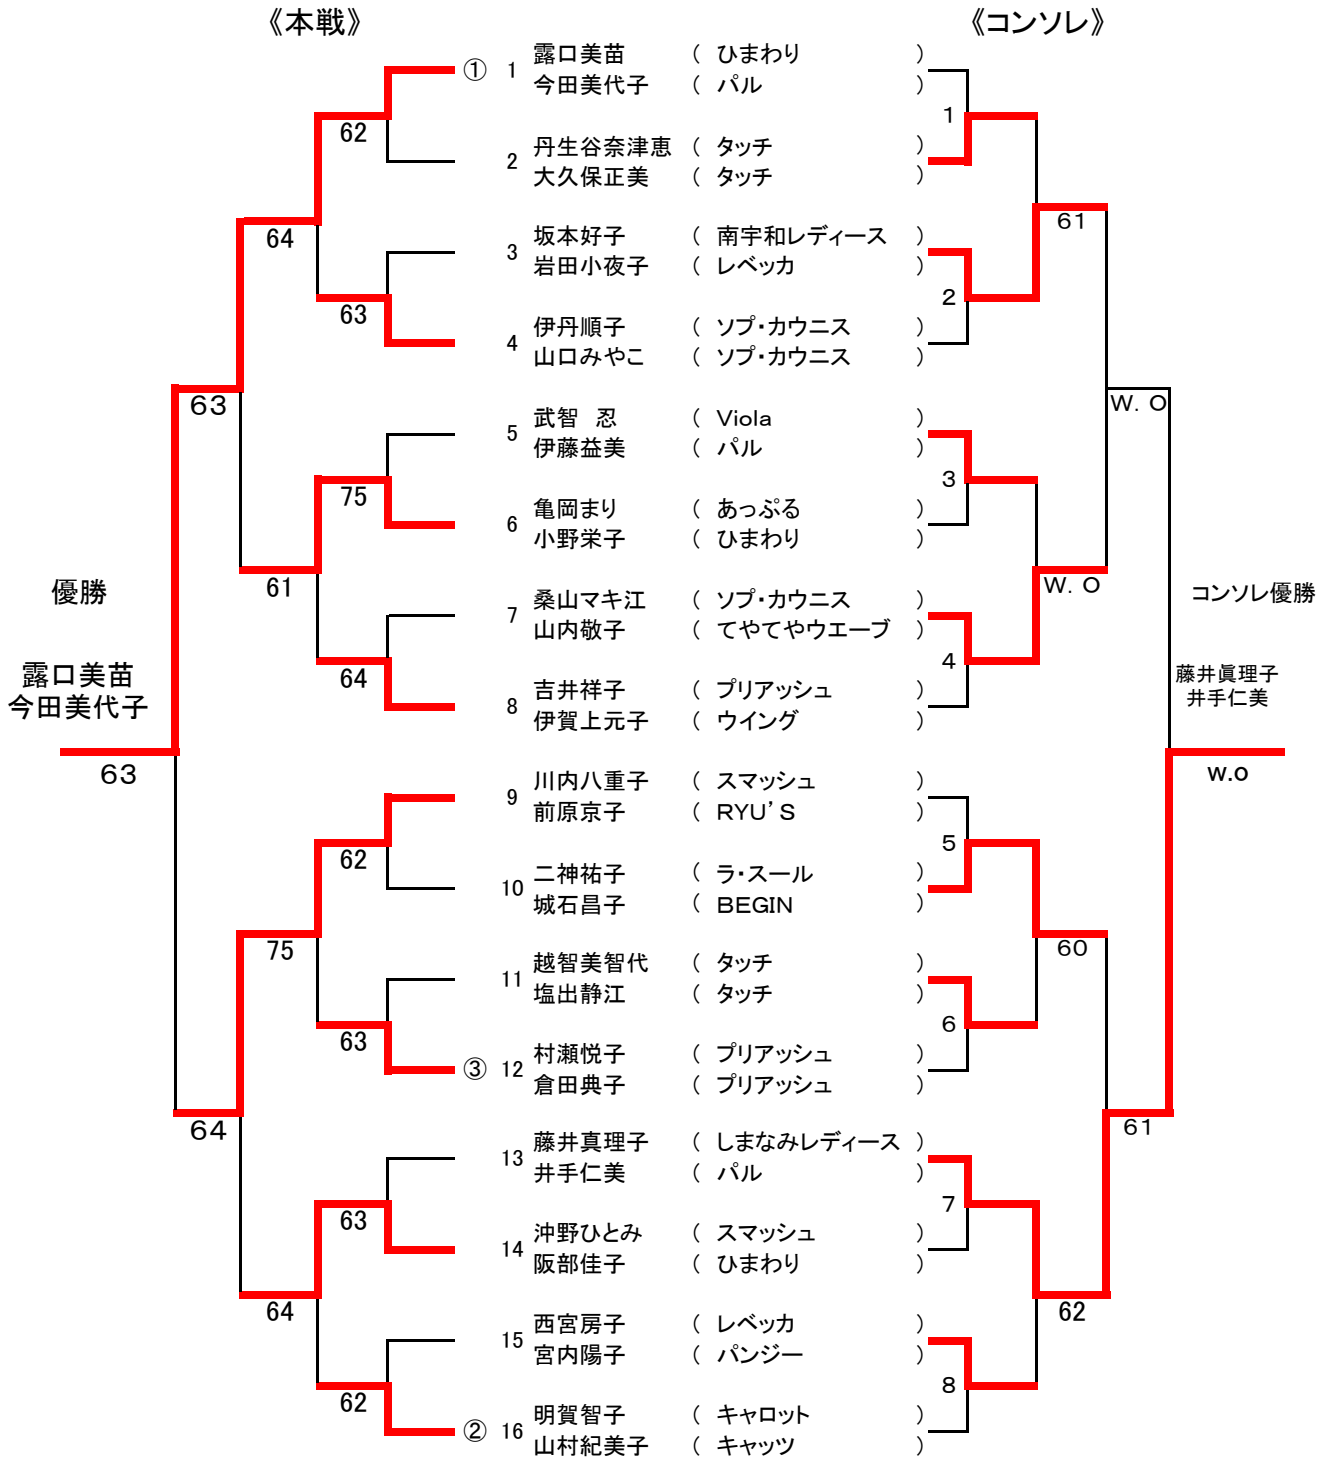 《本戦》 《コンソレ》
① 1 露口美苗 ( ひまわり )
今田美代子 ( パル )
62 1
2 丹生谷奈津恵 ( タッチ )
大久保正美 ( タッチ )
64 61
3 坂本好子 ( 南宇和レディース )
岩田小夜子 ( レベッカ )
63 2
4 伊丹順子 ( ソプ・カウニス )
山口みやこ ( ソプ・カウニス )
63 W. O
5 武智 忍 ( Viola )
伊藤益美 ( パル )
75 3
6 亀岡まり ( あっぷる )
小野栄子 ( ひまわり )
61 W. O
優勝 コンソレ優勝
7 桑山マキ江 ( ソプ・カウニス )
山内敬子 ( てやてやウエーブ )
64 4
露口美苗 藤井眞理子
今田美代子 井手仁美
8 吉井祥子 ( プリアッシュ )
伊賀上元子 ( ウイング )
63 w.o
9 川内八重子 ( スマッシュ )
前原京子 ( RYU'S )
62 5
10 二神祐子 ( ラ・スール )
城石昌子 ( BEGIN )
75 60
11 越智美智代 ( タッチ )
塩出静江 ( タッチ )
63 6
③ 12 村瀬悦子 ( プリアッシュ )
倉田典子 ( プリアッシュ )
64 61
13 藤井真理子 ( しまなみレディース )
井手仁美 ( パル )
63 7
14 沖野ひとみ ( スマッシュ )
阪部佳子 ( ひまわり )
64 62
15 西宮房子 ( レベッカ )
宮内陽子 ( パンジー )
62 8
② 16 明賀智子 ( キャロット )
山村紀美子 ( キャッツ )